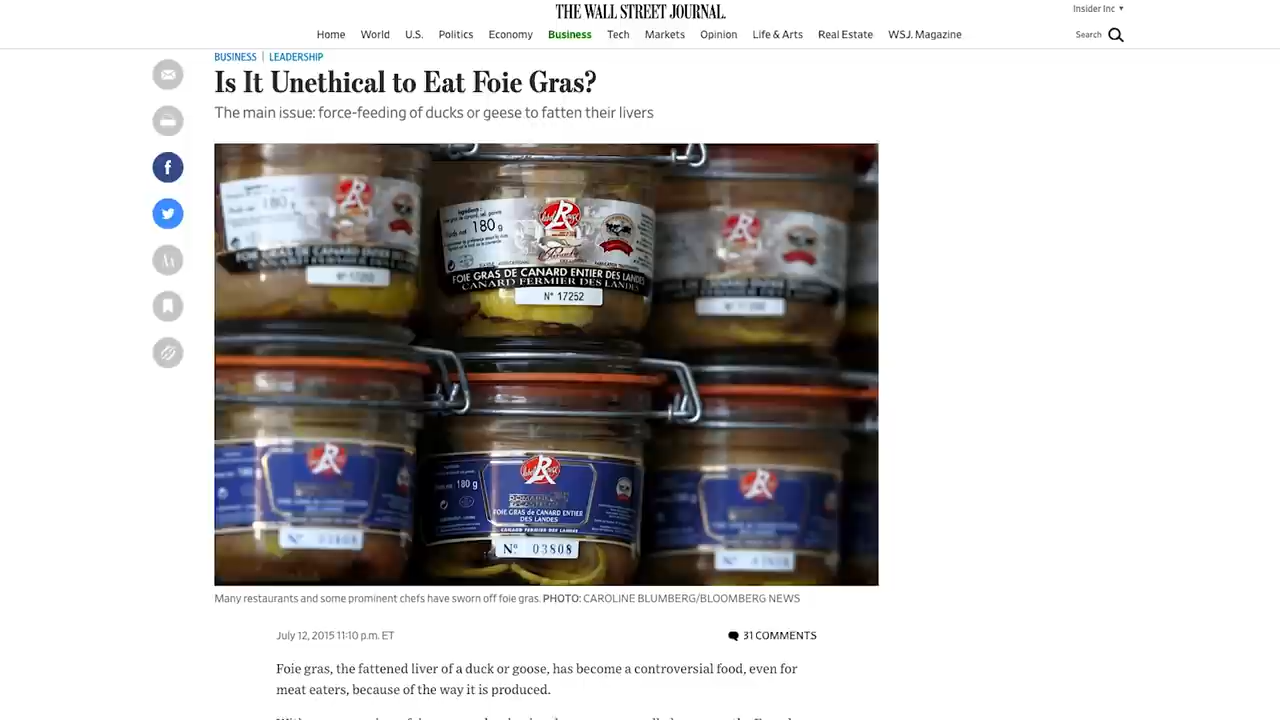 THE WALL STREET JOURNAL.
Insider Inc
Home World U.S. Politics Economy Business Tech Markets Opinion Life & Arts Real Estate WSJ. Magazine
Search
BUSINESS | LEADERSHIP
Is It Unethical to Eat Foie Gras?
The main issue: force-feeding of ducks or geese to fatten their livers
180
180 g
FOIE GRAS DE CANARD ENTIER DES LANDES
CANARD FERMIER DES LANDES
N° 17252
180 g
FOIE GRAS de CANARD ENTIER
DES LANDES
CANARD FERMIER DES LANDES
N° 03808
Many restaurants and some prominent chefs have sworn off foie gras. PHOTO: CAROLINE BLUMBERG/BLOOMBERG NEWS
July 12, 2015 11:10 p.m. ET
31 COMMENTS
Foie gras, the fattened liver of a duck or goose, has become a controversial food, even for
meat eaters, because of the way it is produced.